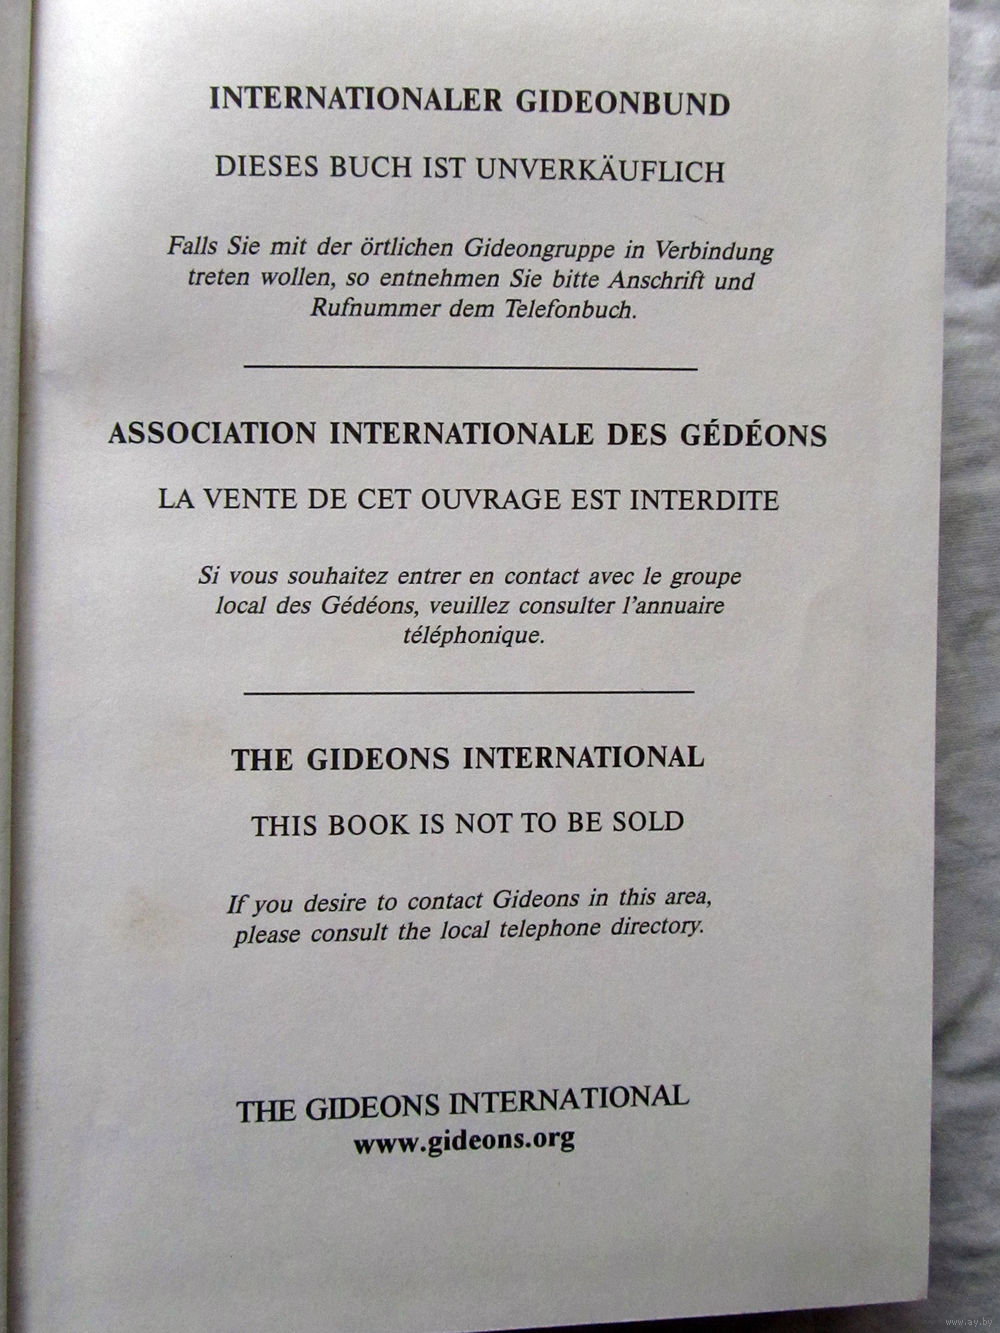 INTERNATIONALER GIDEONBUND
DIESES BUCH IST UNVERKÄUFLICH
Falls Sie mit der örtlichen Gideongruppe in Verbindung
treten wollen, so entnehmen Sie bitte Anschrift und
Rufnummer dem Telefonbuch.
ASSOCIATION INTERNATIONALE DES GÉDÉONS
LA VENTE DE CET OUVRAGE EST INTERDITE
Si vous souhaitez entrer en contact avec le groupe
local des Gédéons, veuillez consulter l'annuaire
téléphonique.
THE GIDEONS INTERNATIONAL
THIS BOOK IS NOT TO BE SOLD
If you desire to contact Gideons in this area,
please consult the local telephone directory.
THE GIDEONS INTERNATIONAL
www.gideons.org
www.ay.by